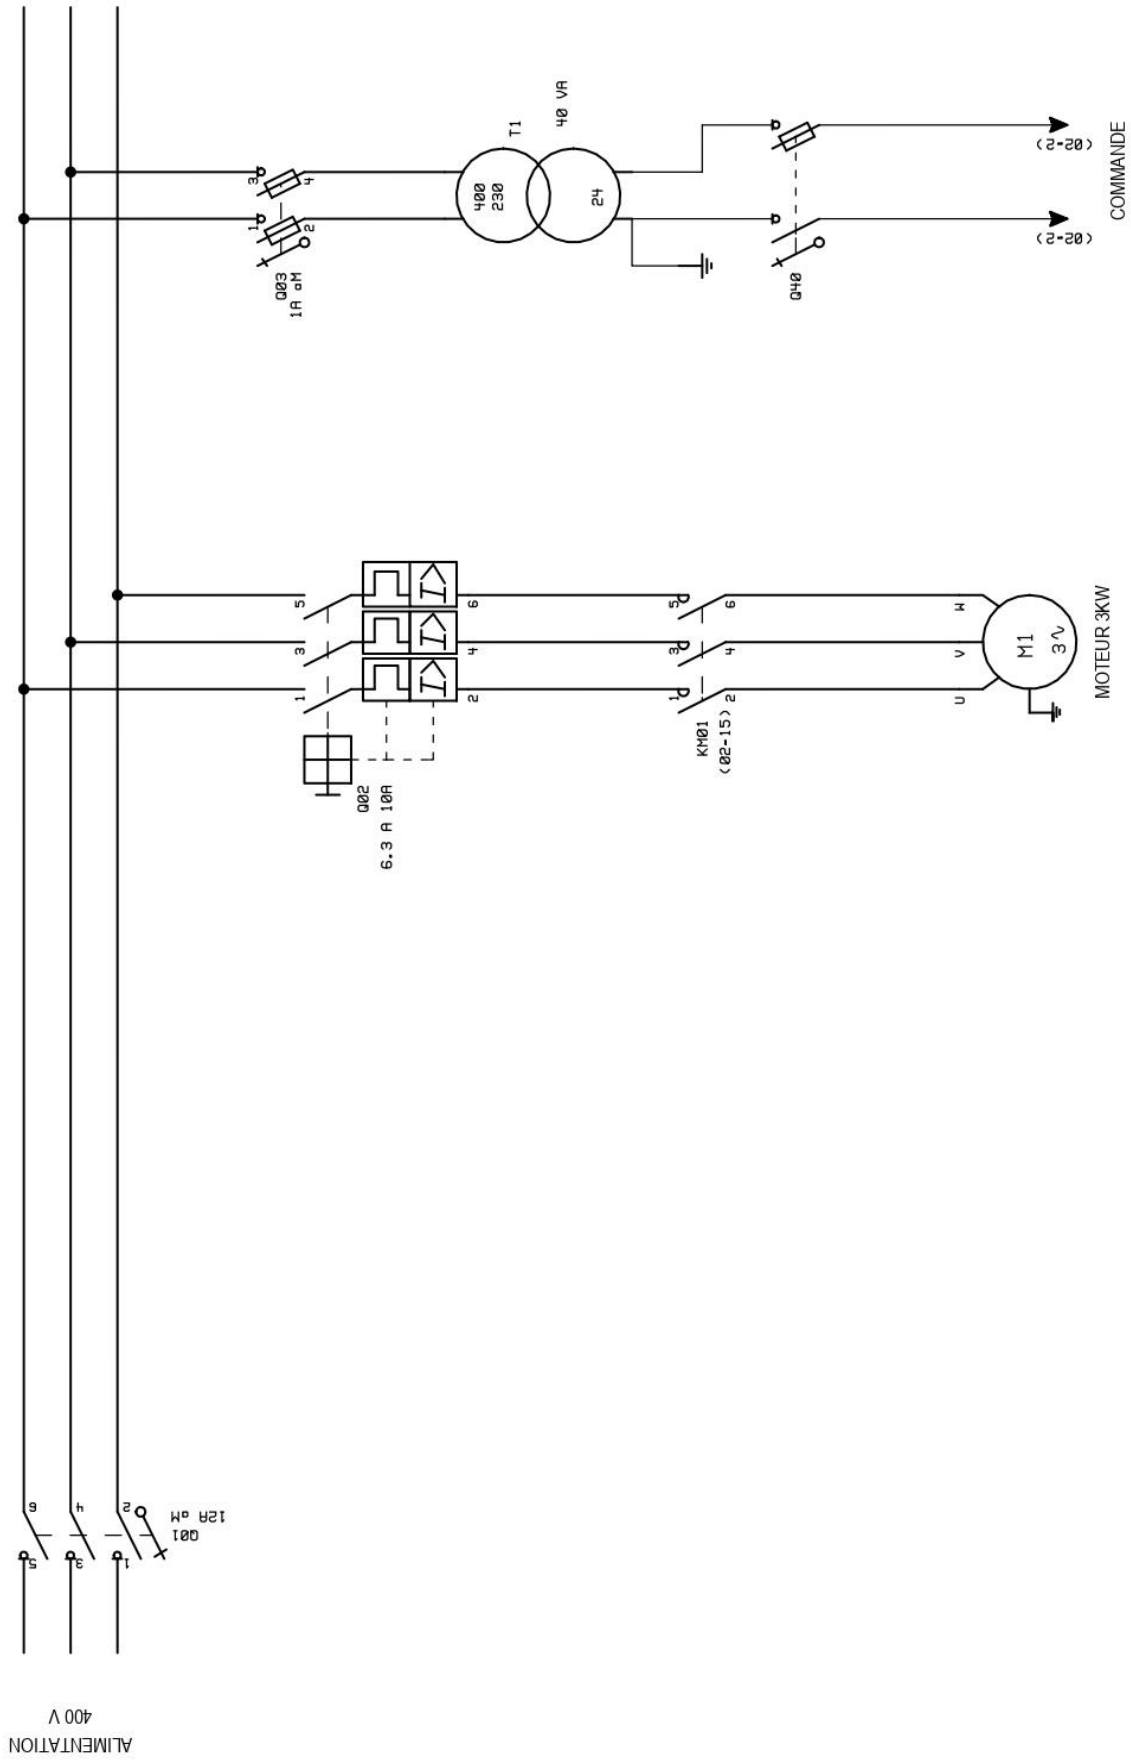 ALIMENTATION
400 V
5
6
3
4
1
2
Q01
12A aM
1
3
5
Q02
6.3 A 10A
2
4
6
1
3
5
KM01
(02-15)
2
4
6
U
V
W
M1
3∿
MOTEUR 3KW
1
3
Q03
1A aM
2
4
T1
40 VA
400
230
24
Q40
(02-2)
(02-2)
COMMANDE